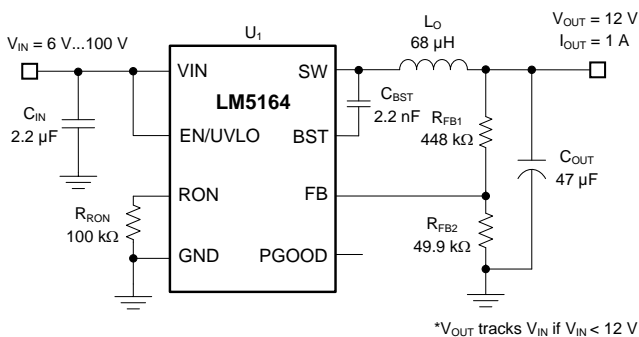 V_IN = 6 V...100 V
U_1
L_O
68 µH
V_OUT = 12 V
I_OUT = 1 A
VIN
SW
LM5164
C_IN
2.2 µF
C_BST
2.2 nF
EN/UVLO
BST
R_FB1
448 kΩ
C_OUT
47 µF
RON
FB
R_RON
100 kΩ
R_FB2
49.9 kΩ
GND
PGOOD
*V_OUT tracks V_IN if V_IN < 12 V